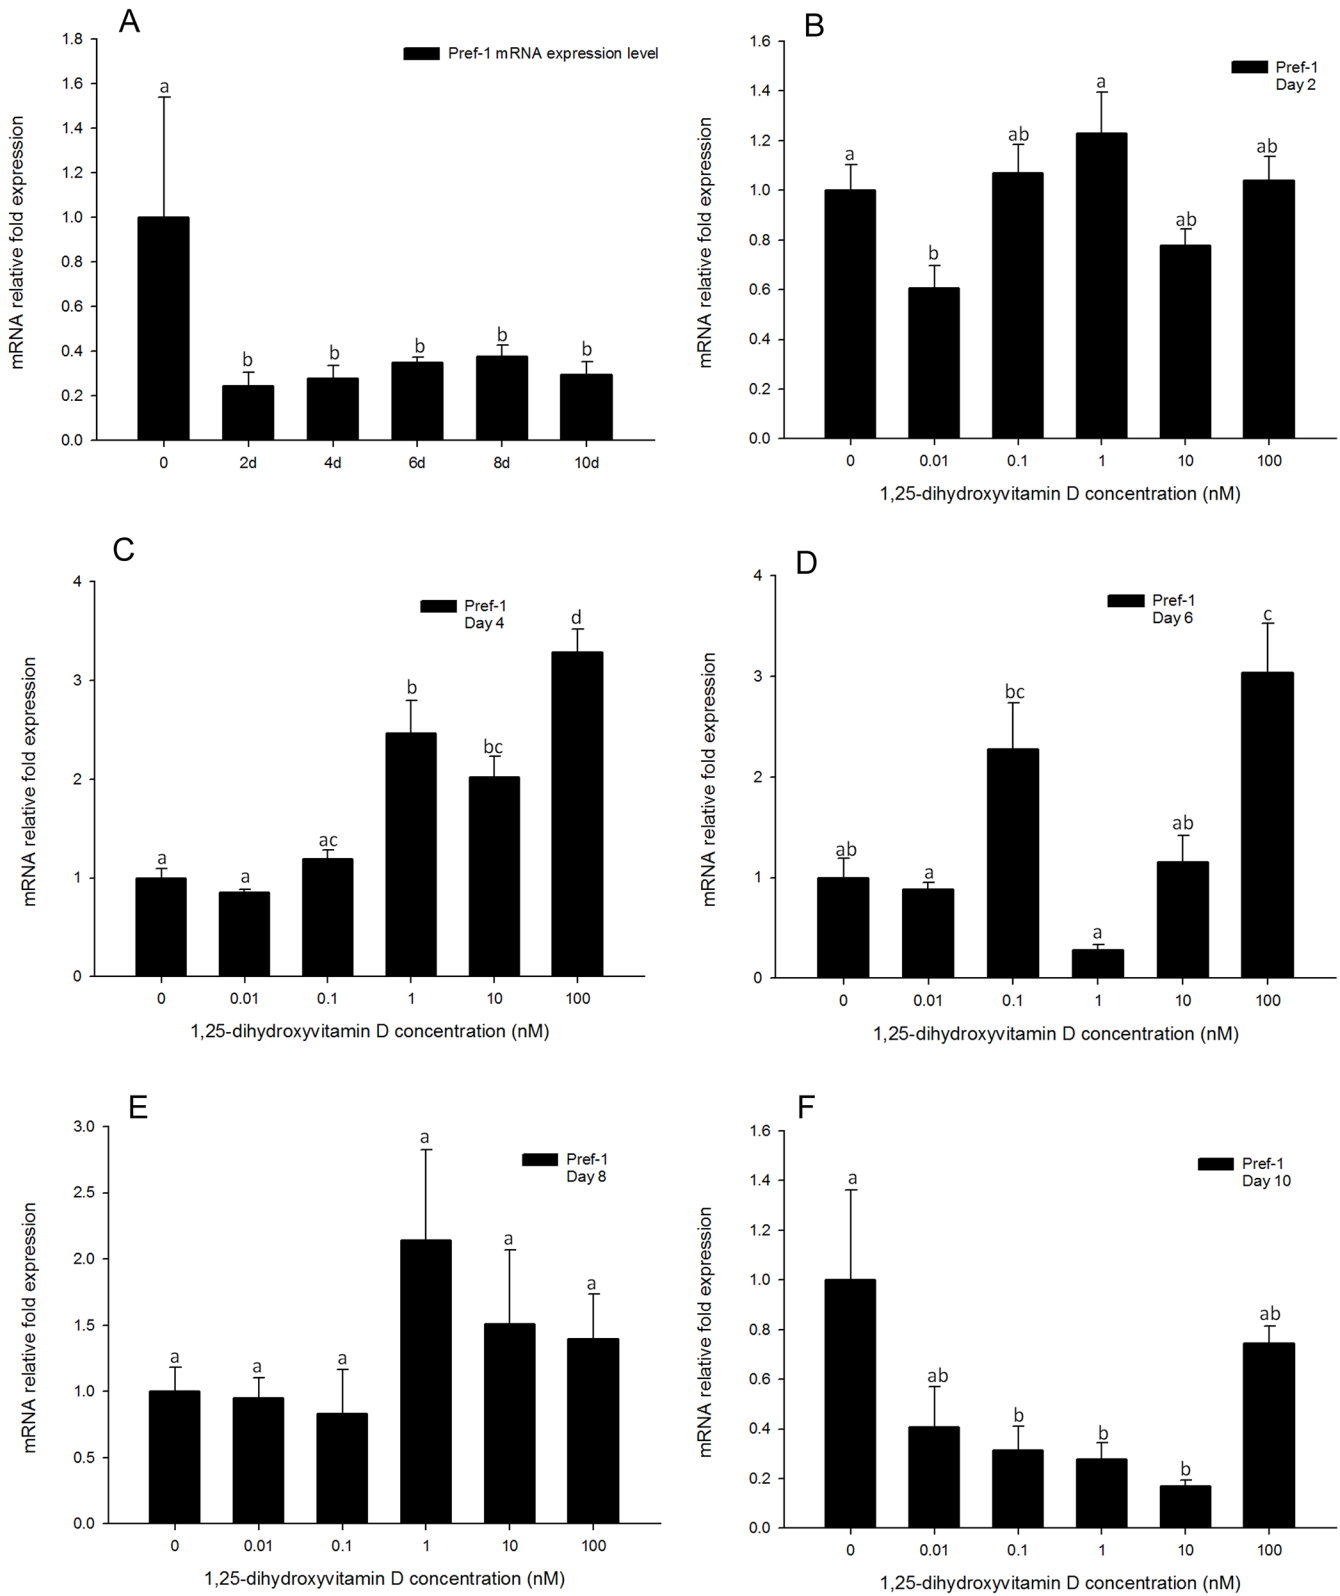 A
Pref-1 mRNA expression level
mRNA relative fold expression
1.8
1.6
1.4
1.2
1.0
0.8
0.6
0.4
0.2
0.0
a
b
b
b
b
b
0 2d 4d 6d 8d 10d
B
Pref-1
Day 2
mRNA relative fold expression
1.6
1.4
1.2
1.0
0.8
0.6
0.4
0.2
0.0
a
b
ab
a
ab
ab
0 0.01 0.1 1 10 100
1,25-dihydroxyvitamin D concentration (nM)
C
Pref-1
Day 4
mRNA relative fold expression
4
3
2
1
0
a
a
ac
b
bc
d
0 0.01 0.1 1 10 100
1,25-dihydroxyvitamin D concentration (nM)
D
Pref-1
Day 6
mRNA relative fold expression
4
3
2
1
0
ab
a
bc
a
ab
c
0 0.01 0.1 1 10 100
1,25-dihydroxyvitamin D concentration (nM)
E
Pref-1
Day 8
mRNA relative fold expression
3.0
2.5
2.0
1.5
1.0
0.5
0.0
a
a
a
a
a
a
0 0.01 0.1 1 10 100
1,25-dihydroxyvitamin D concentration (nM)
F
Pref-1
Day 10
mRNA relative fold expression
1.6
1.4
1.2
1.0
0.8
0.6
0.4
0.2
0.0
a
ab
b
b
b
ab
0 0.01 0.1 1 10 100
1,25-dihydroxyvitamin D concentration (nM)